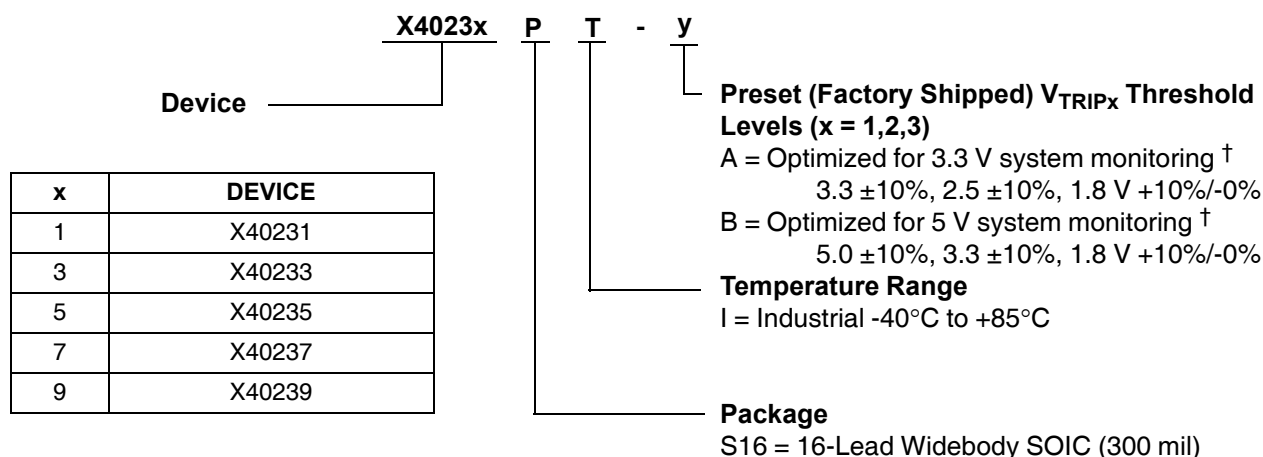 X4023x P T - y
Device
Preset (Factory Shipped) VTRIPx Threshold
Levels (x = 1,2,3)
A = Optimized for 3.3 V system monitoring †
3.3 ±10%, 2.5 ±10%, 1.8 V +10%/-0%
B = Optimized for 5 V system monitoring †
5.0 ±10%, 3.3 ±10%, 1.8 V +10%/-0%
Temperature Range
I = Industrial -40°C to +85°C
Package
S16 = 16-Lead Widebody SOIC (300 mil)
x DEVICE
1 X40231
3 X40233
5 X40235
7 X40237
9 X40239